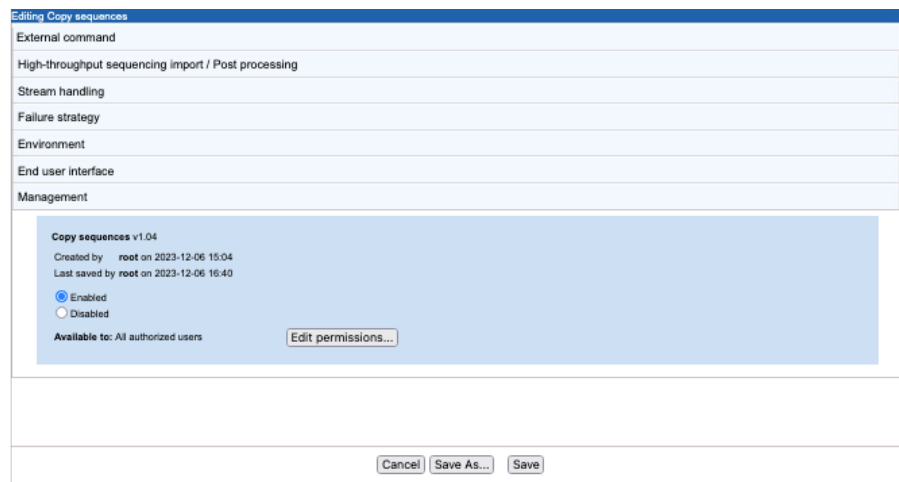 Editing Copy sequences
External command
High-throughput sequencing import / Post processing
Stream handling
Failure strategy
Environment
End user interface
Management
Copy sequences v1.04
Created by root on 2023-12-06 15:04
Last saved by root on 2023-12-06 16:40
Enabled
Disabled
Available to: All authorized users Edit permissions...
Cancel Save As... Save